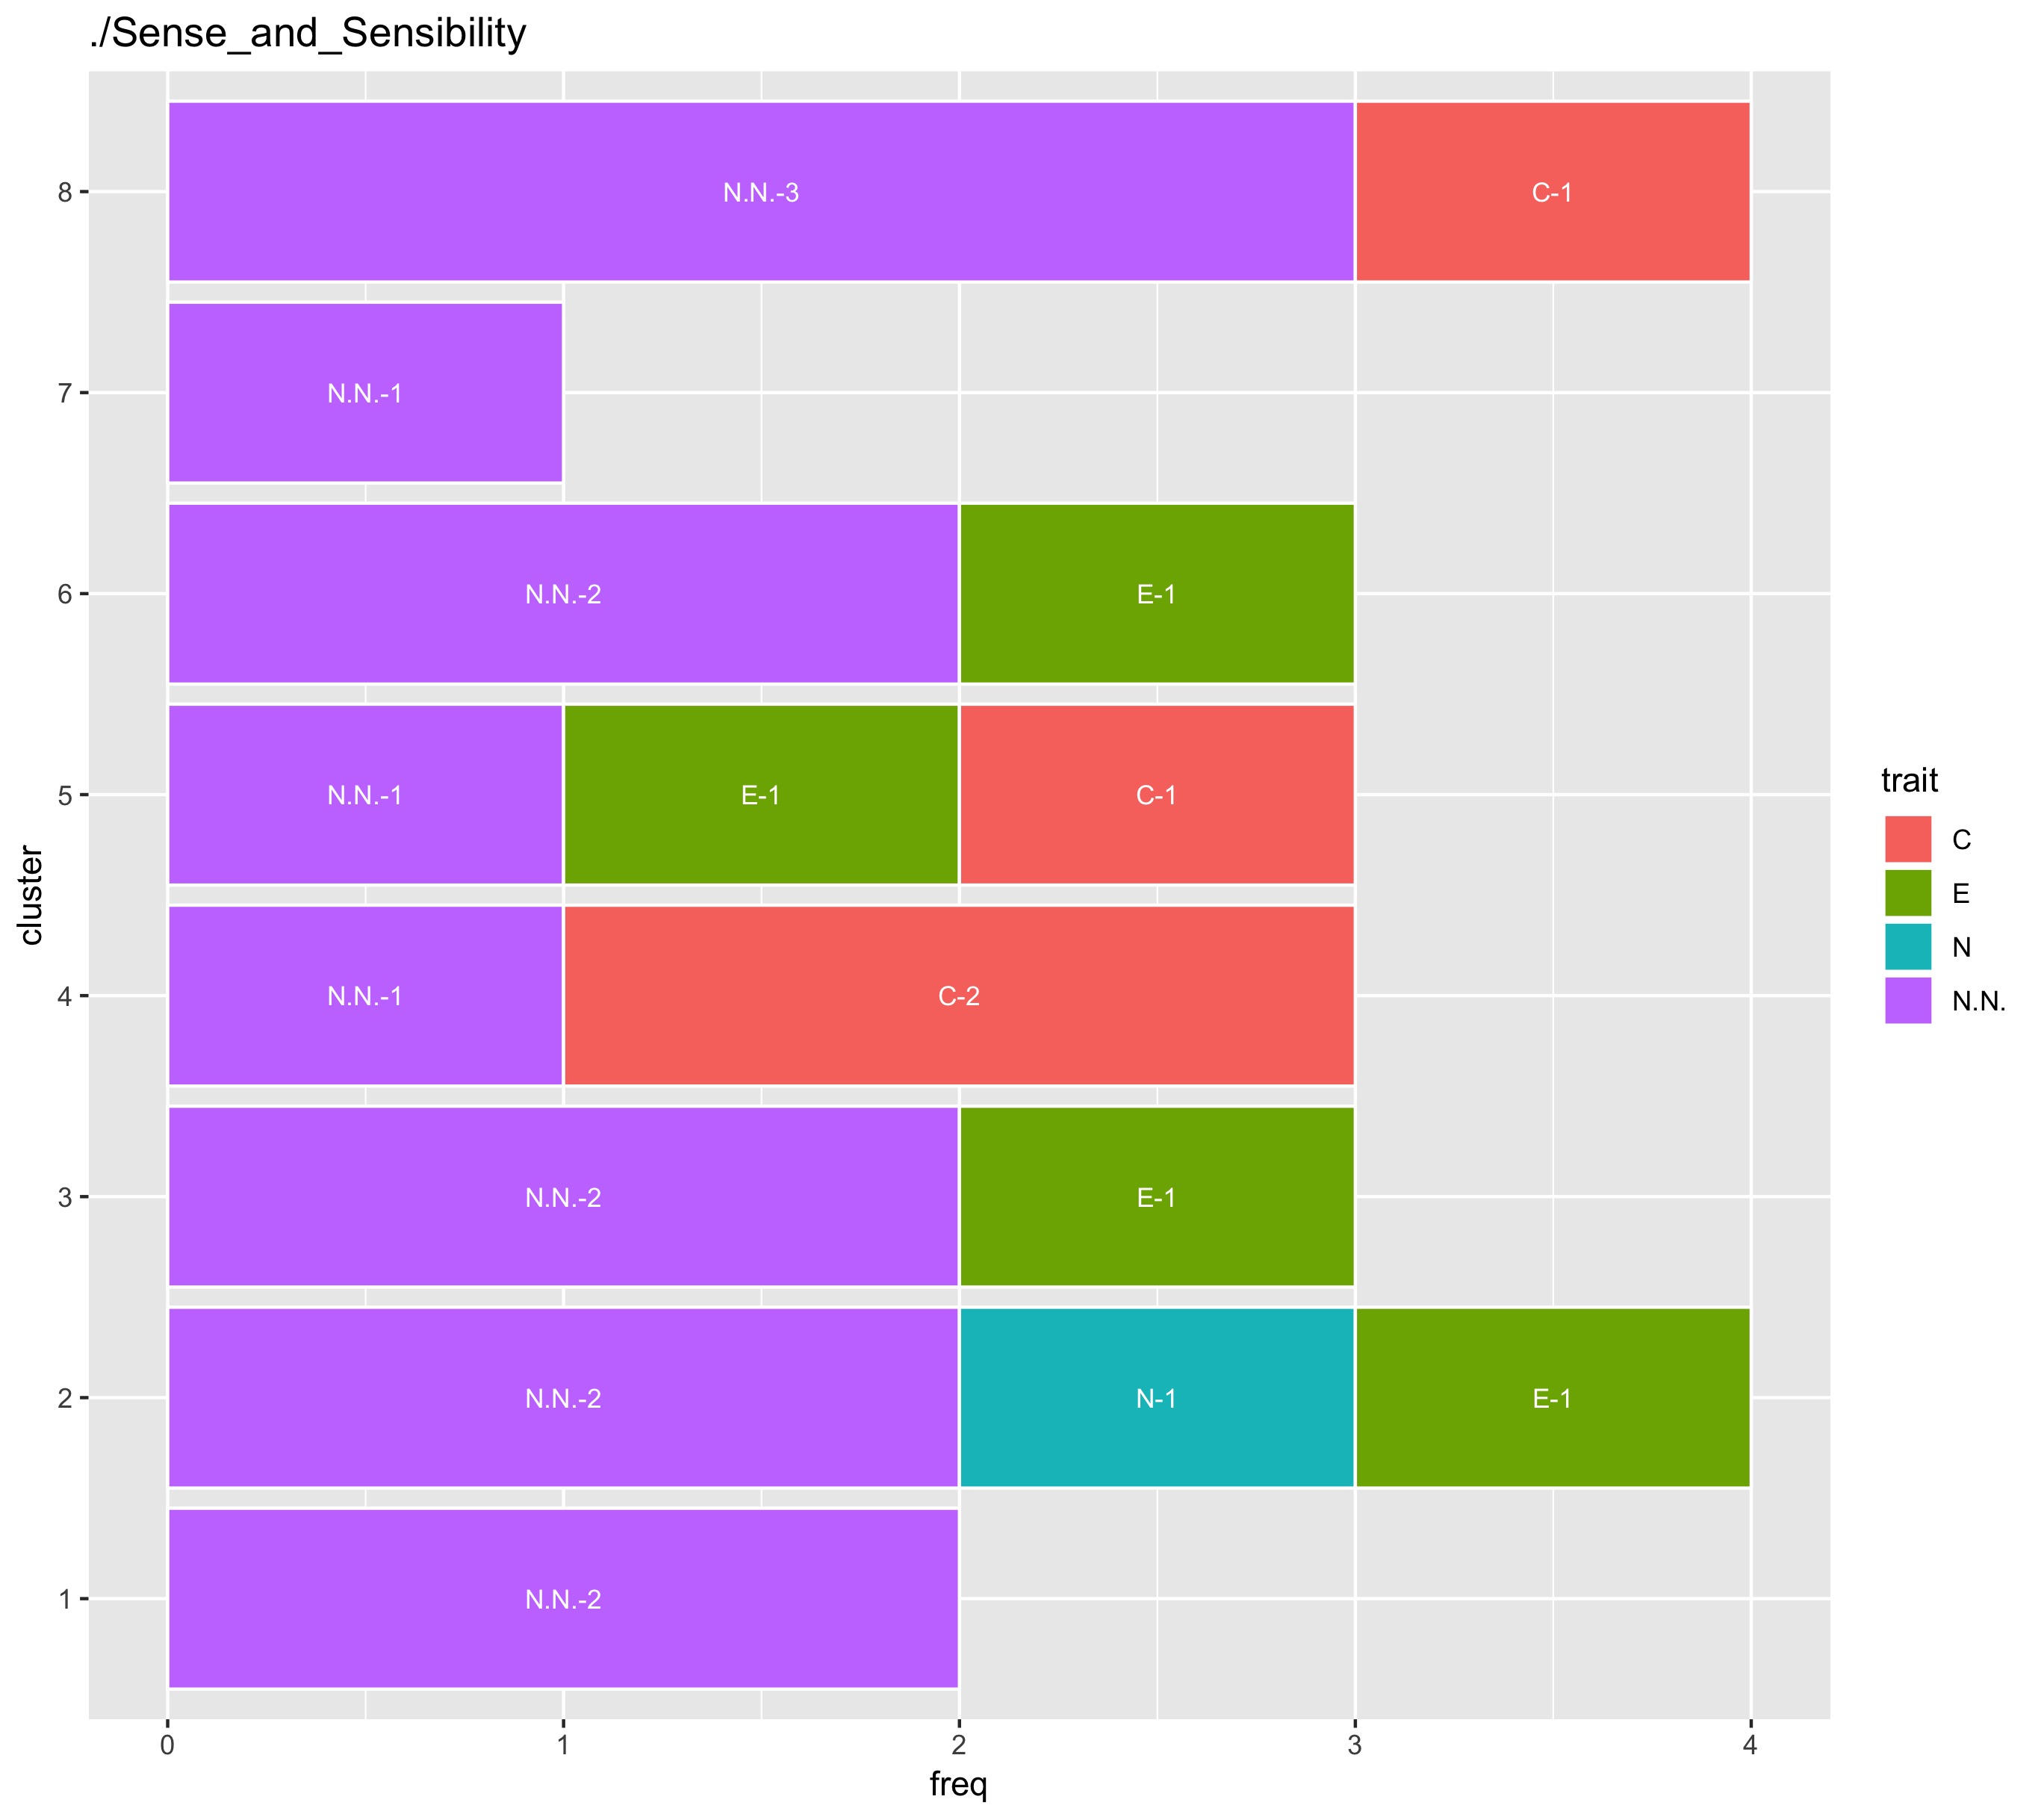 ./Sense_and_Sensibility
8
N.N.-3
C-1
7
N.N.-1
6
N.N.-2
E-1
5
N.N.-1
E-1
C-1
4
N.N.-1
C-2
3
N.N.-2
E-1
2
N.N.-2
N-1
E-1
1
N.N.-2
0
1
2
3
4
freq
cluster
trait
C
E
N
N.N.